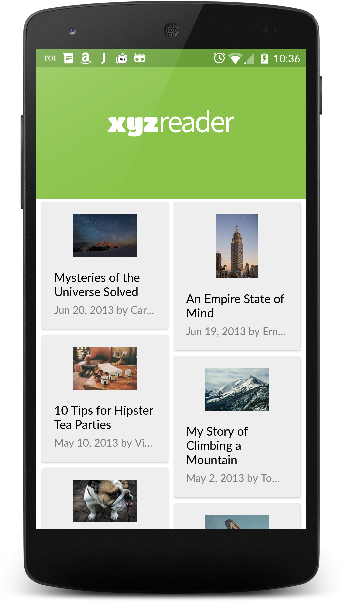 TOI
10:36
xyzreader
Mysteries of the
Universe Solved
Jun 20, 2013 by Car...
An Empire State of
Mind
Jun 19, 2013 by Ern...
10 Tips for Hipster
Tea Parties
May 10, 2013 by Vi...
My Story of
Climbing a
Mountain
May 2, 2013 by To...